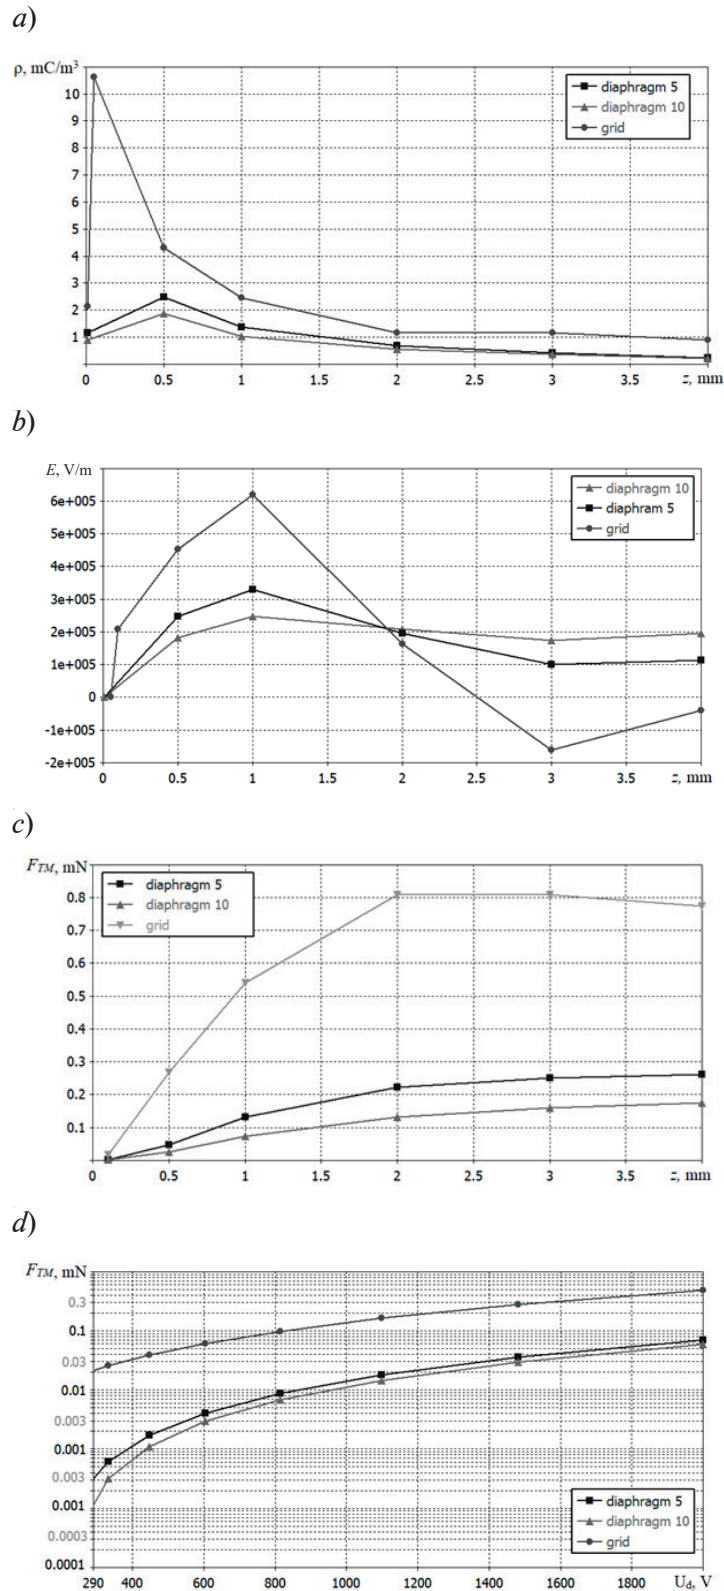 a)
ρ, mC/m³
10
9
8
7
6
5
4
3
2
1
diaphragm 5
diaphragm 10
grid
0 0.5 1 1.5 2 2.5 3 3.5 z, mm
b)
E, V/m
6e+005
5e+005
4e+005
3e+005
2e+005
1e+005
0
-1e+005
-2e+005
diaphragm 10
diaphram 5
grid
0 0.5 1 2 2.5 3 3.5 z, mm
c)
F_TM, mN
0.8
0.7
0.6
0.5
0.4
0.3
0.2
0.1
diaphragm 5
diaphragm 10
grid
0 0.5 1 1.5 2 2.5 3 3.5 z, mm
d)
F_TM, mN
0.3
0.1
0.03
0.01
0.003
0.001
0.003
0.001
0.0003
0.0001
diaphragm 5
diaphragm 10
grid
290 400 600 800 1000 1200 1400 1600 1800 U_d, V